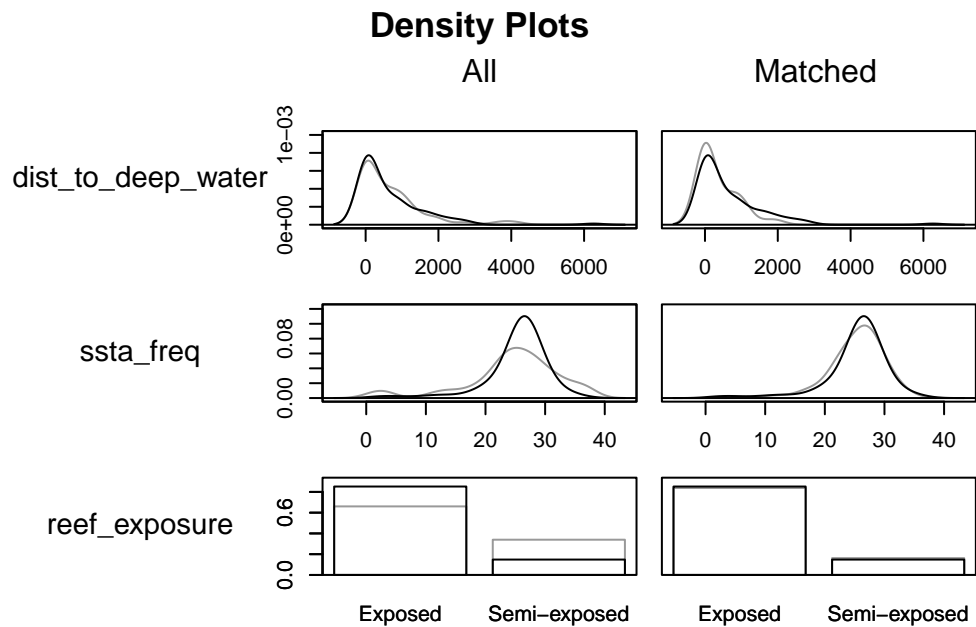 Density Plots
All Matched
dist_to_deep_water
1e−03
0e+00
0 2000 4000 6000 0 2000 4000 6000
ssta_freq
0.08
0.00
0 10 20 30 40 0 10 20 30 40
reef_exposure
0.6
0.0
Exposed Semi−exposed Exposed Semi−exposed